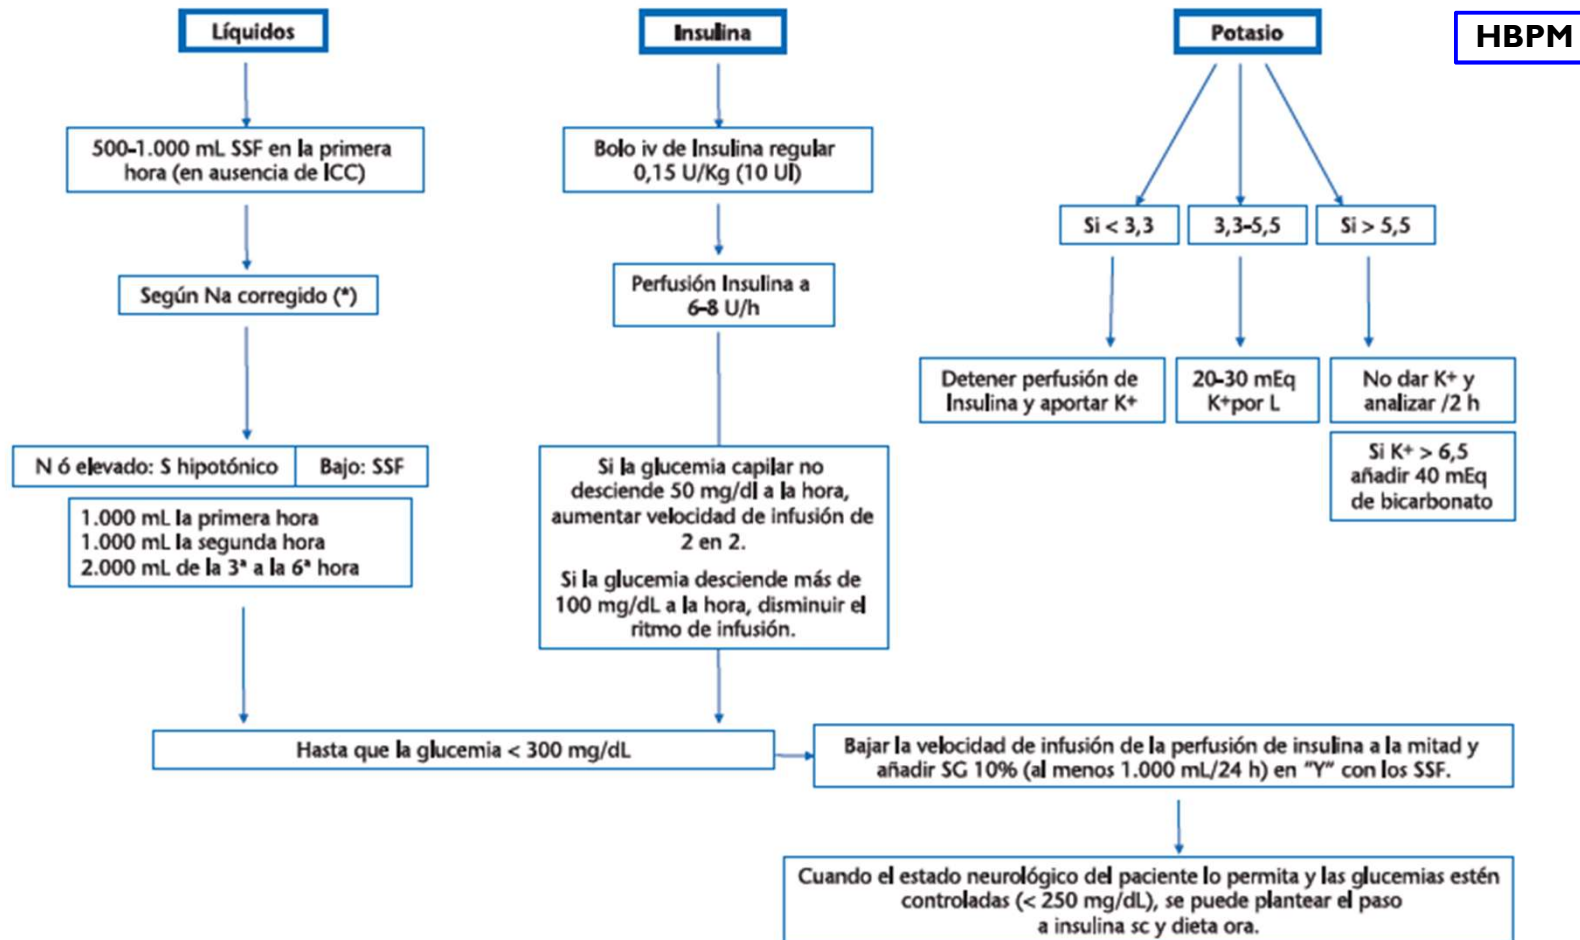 Líquidos
500-1.000 mL SSF en la primera
hora (en ausencia de ICC)
Según Na corregido (*)
N ó elevado: S hipotónico
Bajo: SSF
1.000 mL la primera hora
1.000 mL la segunda hora
2.000 mL de la 3ª a la 6ª hora
Insulina
Bolo iv de Insulina regular
0,15 U/Kg (10 UI)
Perfusión Insulina a
6-8 U/h
Si la glucemia capilar no
desciende 50 mg/dl a la hora,
aumentar velocidad de infusión de
2 en 2.
Si la glucemia desciende más de
100 mg/dL a la hora, disminuir el
ritmo de infusión.
Potasio
Si < 3,3
3,3-5,5
Si > 5,5
Detener perfusión de
Insulina y aportar K+
20-30 mEq
K+por L
No dar K+ y
analizar /2 h
Si K+ > 6,5
añadir 40 mEq
de bicarbonato
HBPM
Hasta que la glucemia < 300 mg/dL
Bajar la velocidad de infusión de la perfusión de insulina a la mitad y
añadir SG 10% (al menos 1.000 mL/24 h) en "Y" con los SSF.
Cuando el estado neurológico del paciente lo permita y las glucemias estén
controladas (< 250 mg/dL), se puede plantear el paso
a insulina sc y dieta ora.